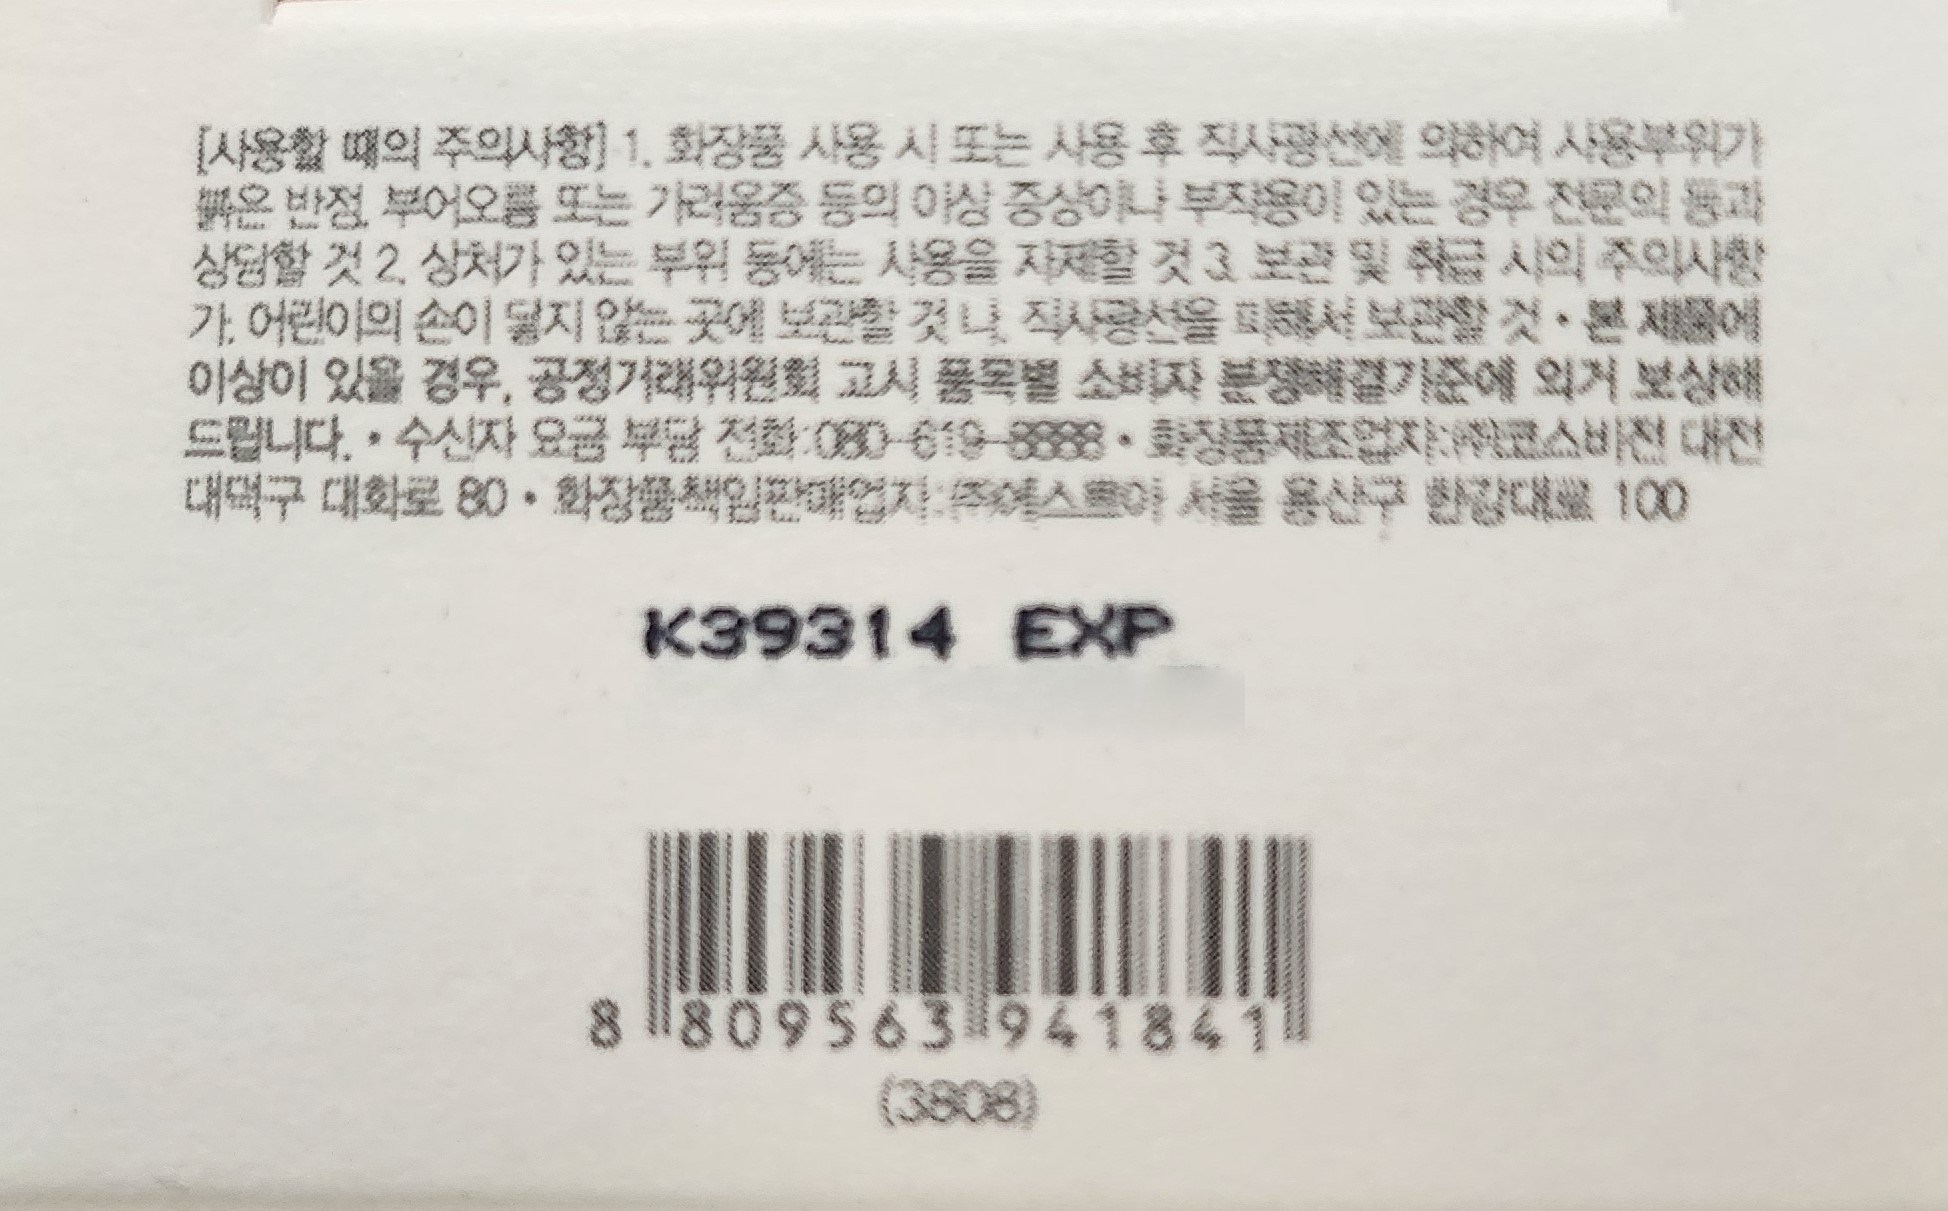 [사용할 때의 주의사항] 1. 화장품 사용 시 또는 사용 후 직사광선에 의하여 사용부위가
붉은 반점, 부어오름 또는 가려움증 등의 이상 증상이나 부작용이 있는 경우 전문의 등과
상담할 것 2. 상처가 있는 부위 등에는 사용을 자제할 것 3. 보관 및 취급 시의 주의사항
가. 어린이의 손이 닿지 않는 곳에 보관할 것 나. 직사광선을 피해서 보관할 것 • 본 제품에
이상이 있을 경우, 공정거래위원회 고시 품목별 소비자 분쟁해결기준에 의거 보상해
드립니다. • 수신자 요금 부담 전화:080-619-8888 • 화장품제조업자:㈜코스비전 대전
대덕구 대화로 80 • 화장품책임판매업자:㈜에스트라 서울 용산구 한강대로 100
K39314 EXP
8 809563 941841
(3808)